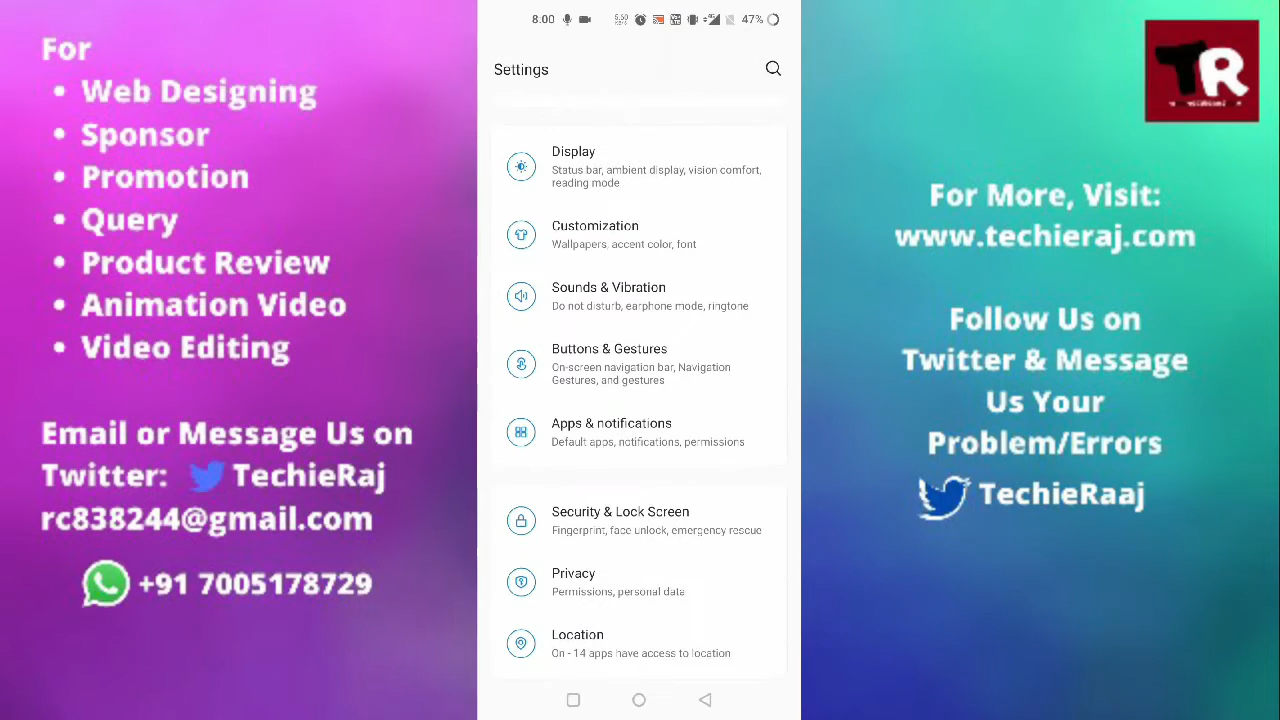 For
• Web Designing
• Sponsor
• Promotion
• Query
• Product Review
• Animation Video
• Video Editing
Email or Message Us on
Twitter: TechieRaj
rc838244@gmail.com
+91 7005178729
8:00
47%
Settings
Display
Status bar, ambient display, vision comfort,
reading mode
Customization
Wallpapers, accent color, font
Sounds & Vibration
Do not disturb, earphone mode, ringtone
Buttons & Gestures
On-screen navigation bar, Navigation
Gestures, and gestures
Apps & notifications
Default apps, notifications, permissions
Security & Lock Screen
Fingerprint, face unlock, emergency rescue
Privacy
Permissions, personal data
Location
On - 14 apps have access to location
TR
For More, Visit:
www.techieraj.com
Follow Us on
Twitter & Message
Us Your
Problem/Errors
TechieRaaj